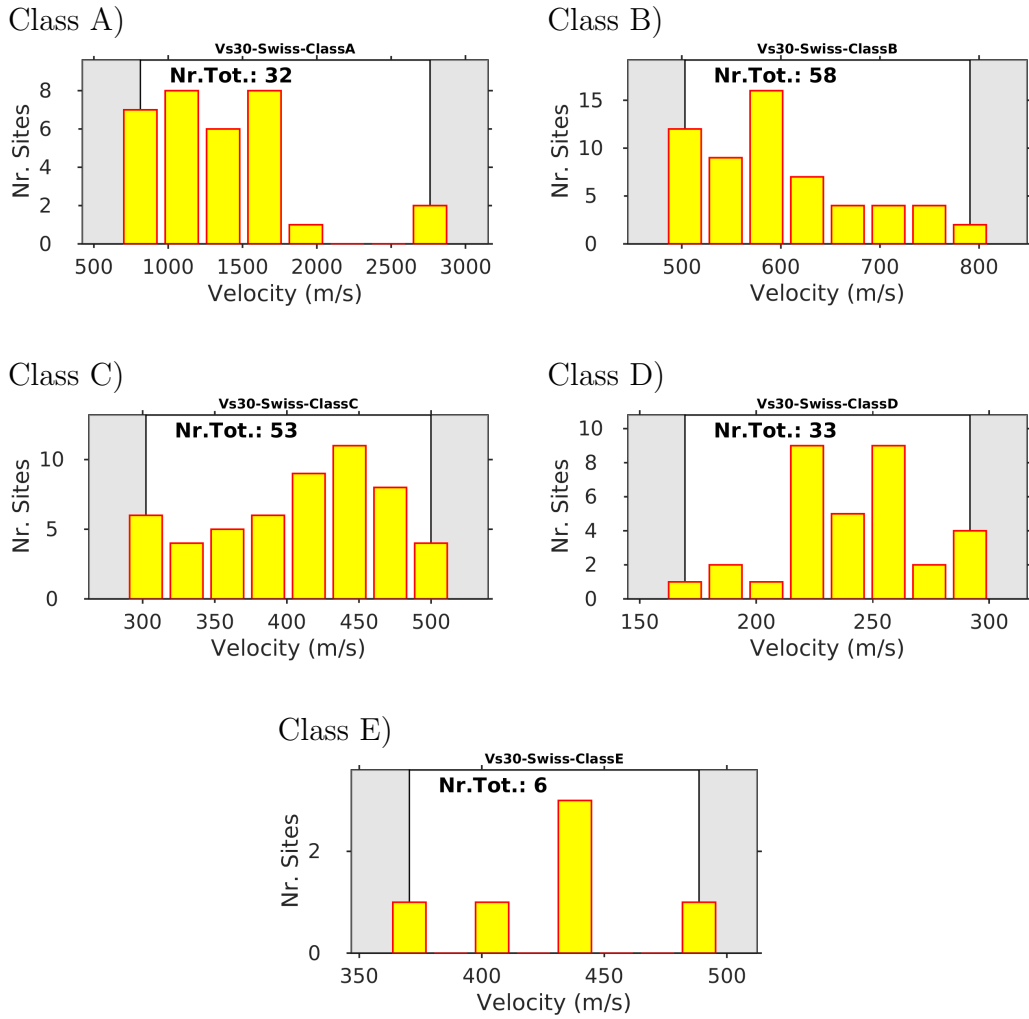 Class A)
Vs30-Swiss-ClassA
Nr.Tot.: 32
Nr. Sites
8
6
4
2
0
500 1000 1500 2000 2500 3000
Velocity (m/s)
Class B)
Vs30-Swiss-ClassB
Nr.Tot.: 58
Nr. Sites
15
10
5
0
500 600 700 800
Velocity (m/s)
Class C)
Vs30-Swiss-ClassC
Nr.Tot.: 53
Nr. Sites
10
5
0
300 350 400 450 500
Velocity (m/s)
Class D)
Vs30-Swiss-ClassD
Nr.Tot.: 33
Nr. Sites
10
8
6
4
2
0
150 200 250 300
Velocity (m/s)
Class E)
Vs30-Swiss-ClassE
Nr.Tot.: 6
Nr. Sites
2
0
350 400 450 500
Velocity (m/s)